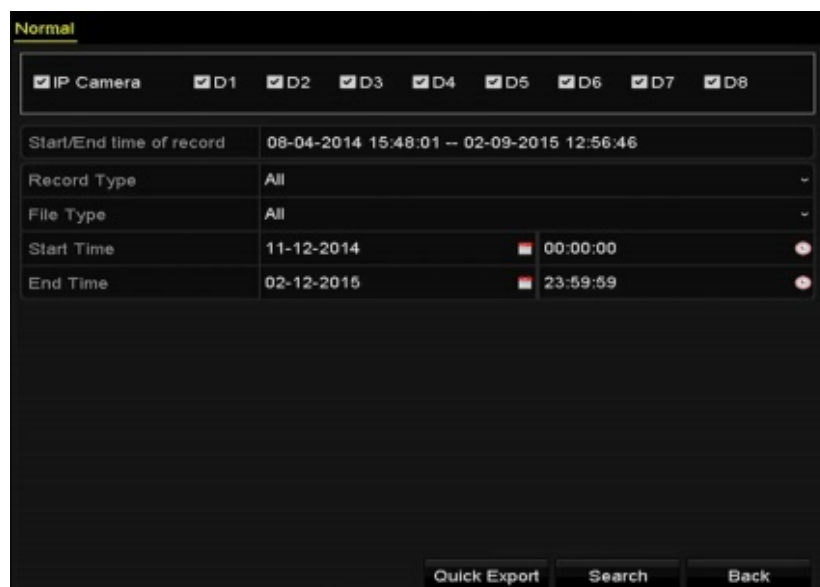 Normal
IP Camera D1 D2 D3 D4 D5 D6 D7 D8
Start/End time of record 08-04-2014 15:48:01 -- 02-09-2015 12:56:46
Record Type All
File Type All
Start Time 11-12-2014 00:00:00
End Time 02-12-2015 23:59:59
Quick Export Search Back